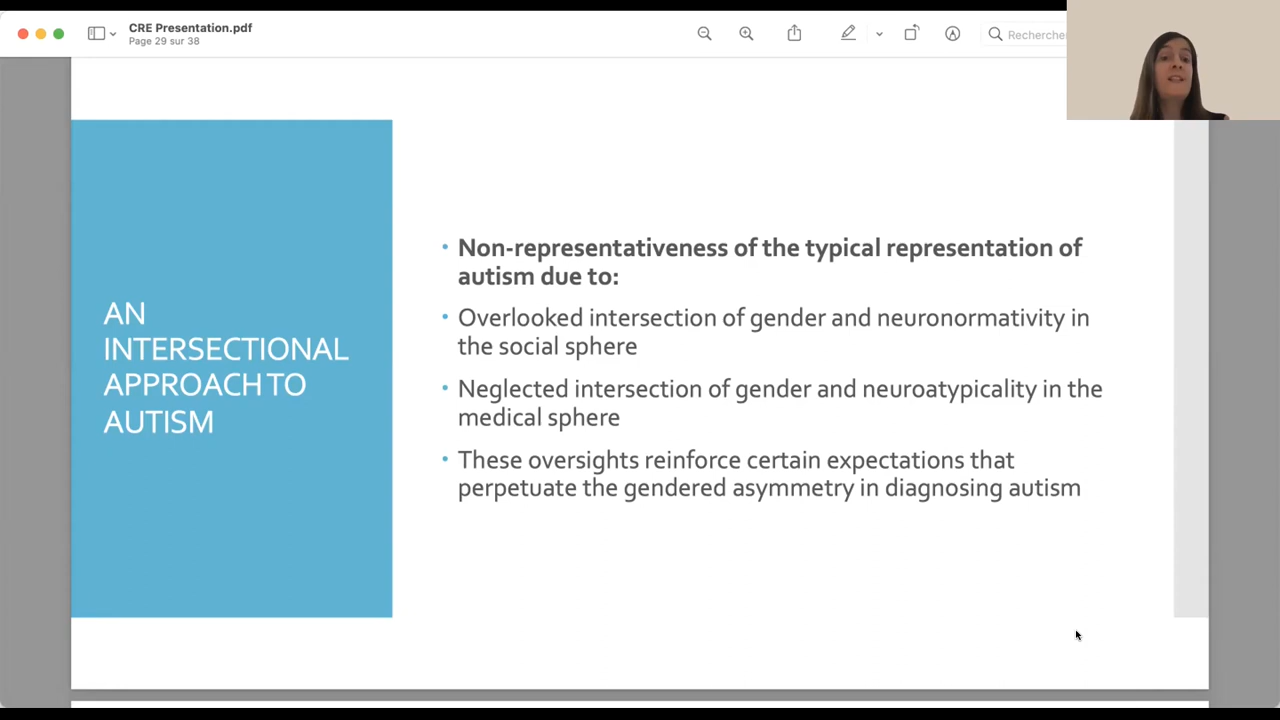 CRE Presentation.pdf
Page 29 sur 38
Rechercher
AN
INTERSECTIONAL
APPROACH TO
AUTISM
• Non-representativeness of the typical representation of
autism due to:
• Overlooked intersection of gender and neuronormativity in
the social sphere
• Neglected intersection of gender and neuroatypicality in the
medical sphere
• These oversights reinforce certain expectations that
perpetuate the gendered asymmetry in diagnosing autism